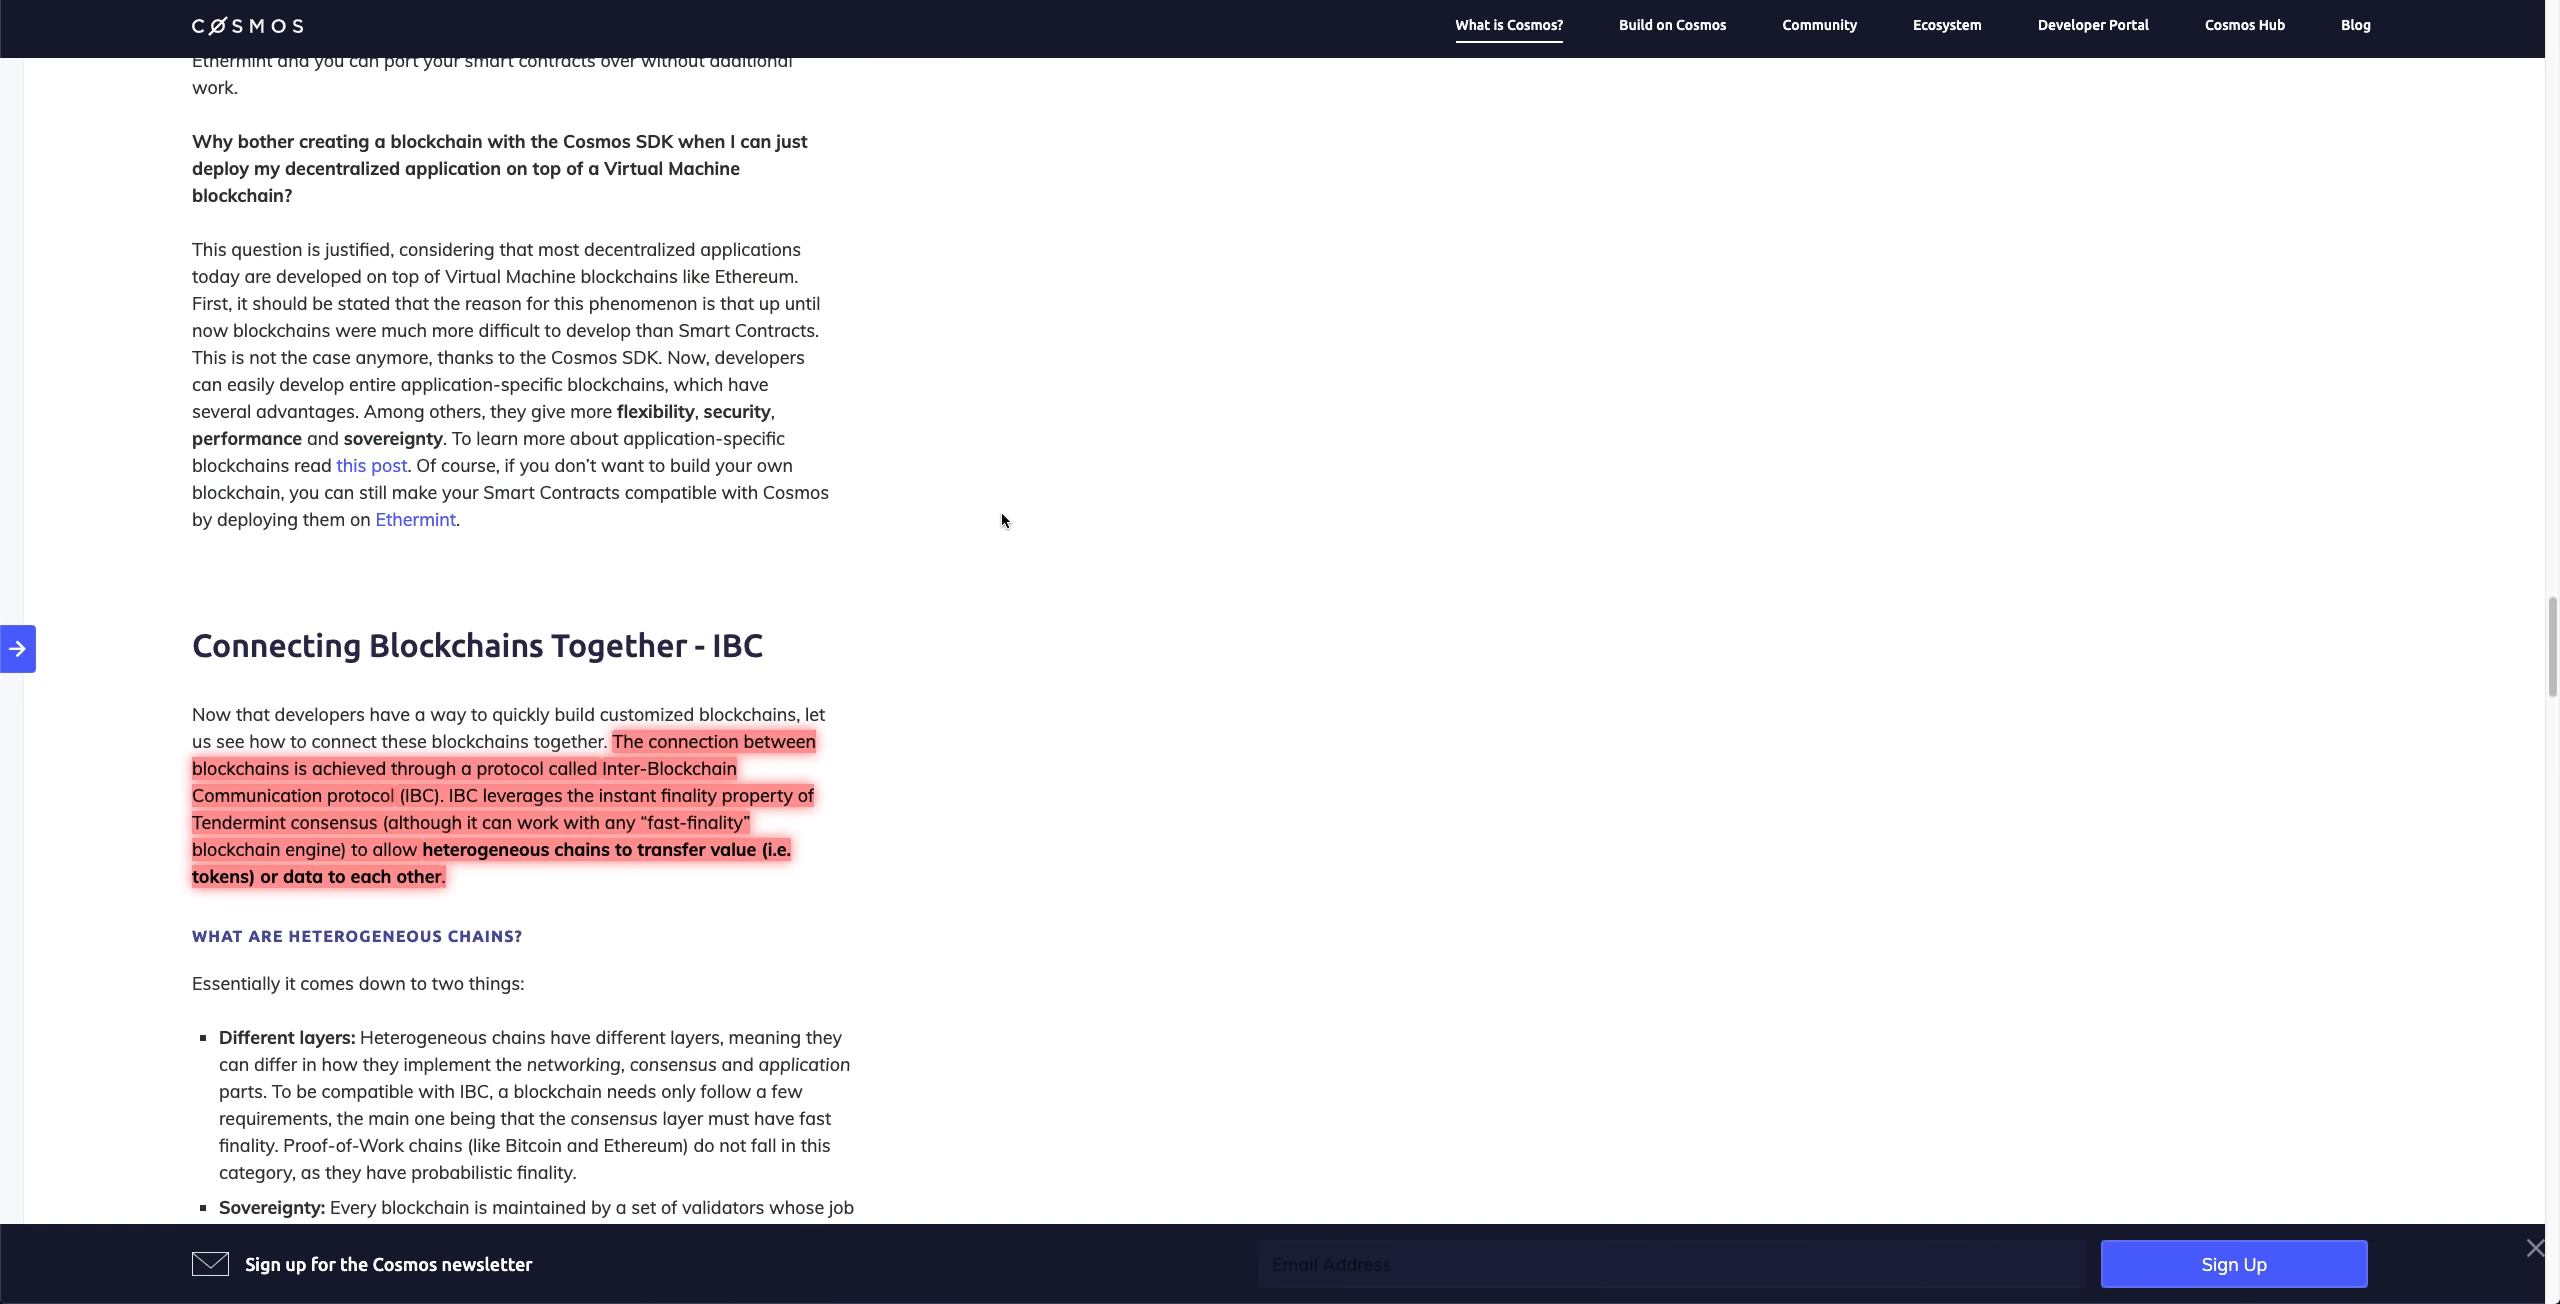 CØSMOS
What is Cosmos?
Build on Cosmos
Community
Ecosystem
Developer Portal
Cosmos Hub
Blog
Ethermint and you can port your smart contracts over without additional
work.
Why bother creating a blockchain with the Cosmos SDK when I can just
deploy my decentralized application on top of a Virtual Machine
blockchain?
This question is justified, considering that most decentralized applications
today are developed on top of Virtual Machine blockchains like Ethereum.
First, it should be stated that the reason for this phenomenon is that up until
now blockchains were much more difficult to develop than Smart Contracts.
This is not the case anymore, thanks to the Cosmos SDK. Now, developers
can easily develop entire application-specific blockchains, which have
several advantages. Among others, they give more flexibility, security,
performance and sovereignty. To learn more about application-specific
blockchains read this post. Of course, if you don’t want to build your own
blockchain, you can still make your Smart Contracts compatible with Cosmos
by deploying them on Ethermint.
Connecting Blockchains Together - IBC
Now that developers have a way to quickly build customized blockchains, let
us see how to connect these blockchains together. The connection between
blockchains is achieved through a protocol called Inter-Blockchain
Communication protocol (IBC). IBC leverages the instant finality property of
Tendermint consensus (although it can work with any “fast-finality”
blockchain engine) to allow heterogeneous chains to transfer value (i.e.
tokens) or data to each other.
WHAT ARE HETEROGENEOUS CHAINS?
Essentially it comes down to two things:
▪ Different layers: Heterogeneous chains have different layers, meaning they
can differ in how they implement the networking, consensus and application
parts. To be compatible with IBC, a blockchain needs only follow a few
requirements, the main one being that the consensus layer must have fast
finality. Proof-of-Work chains (like Bitcoin and Ethereum) do not fall in this
category, as they have probabilistic finality.
▪ Sovereignty: Every blockchain is maintained by a set of validators whose job
Sign up for the Cosmos newsletter
Email Address
Sign Up